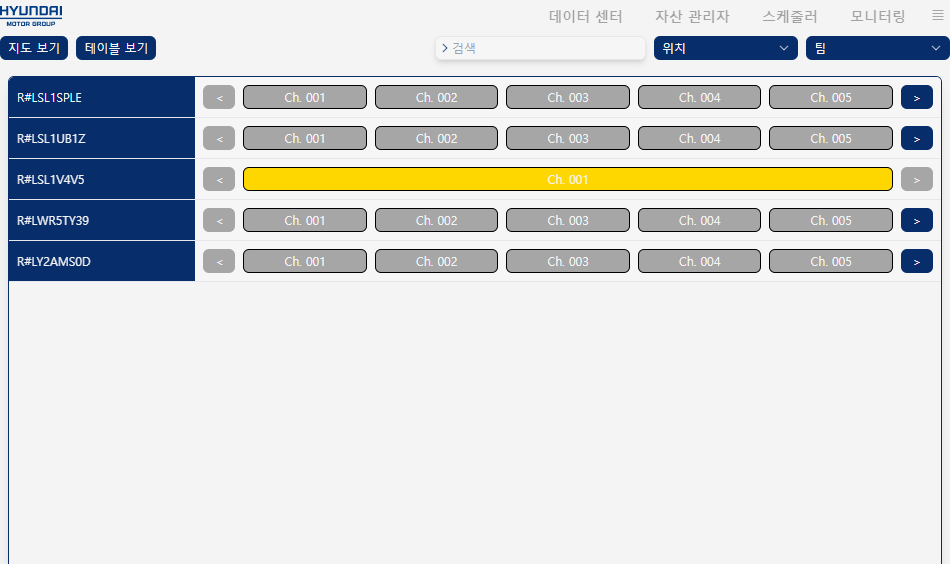 HYUNDAI
MOTOR GROUP
데이터 센터 자산 관리자 스케줄러 모니터링
지도 보기 테이블 보기 > 검색 위치 팀
R#LSL1SPLE < Ch. 001 Ch. 002 Ch. 003 Ch. 004 Ch. 005 >
R#LSL1UB1Z < Ch. 001 Ch. 002 Ch. 003 Ch. 004 Ch. 005 >
R#LSL1V4V5 < Ch. 001 >
R#LWR5TY39 < Ch. 001 Ch. 002 Ch. 003 Ch. 004 Ch. 005 >
R#LY2AMS0D < Ch. 001 Ch. 002 Ch. 003 Ch. 004 Ch. 005 >